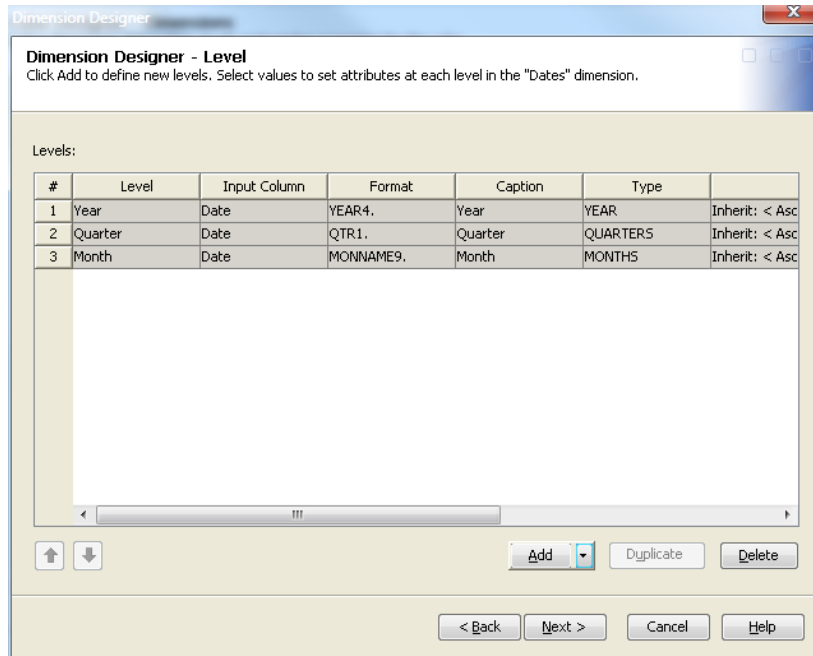 Dimension Designer
X
Dimension Designer - Level
Click Add to define new levels. Select values to set attributes at each level in the "Dates" dimension.
Levels:
# Level Input Column Format Caption Type
1 Year Date YEAR4. Year YEAR Inherit: < Asc
2 Quarter Date QTR1. Quarter QUARTERS Inherit: < Asc
3 Month Date MONNAME9. Month MONTHS Inherit: < Asc
Add Duplicate Delete
< Back Next > Cancel Help